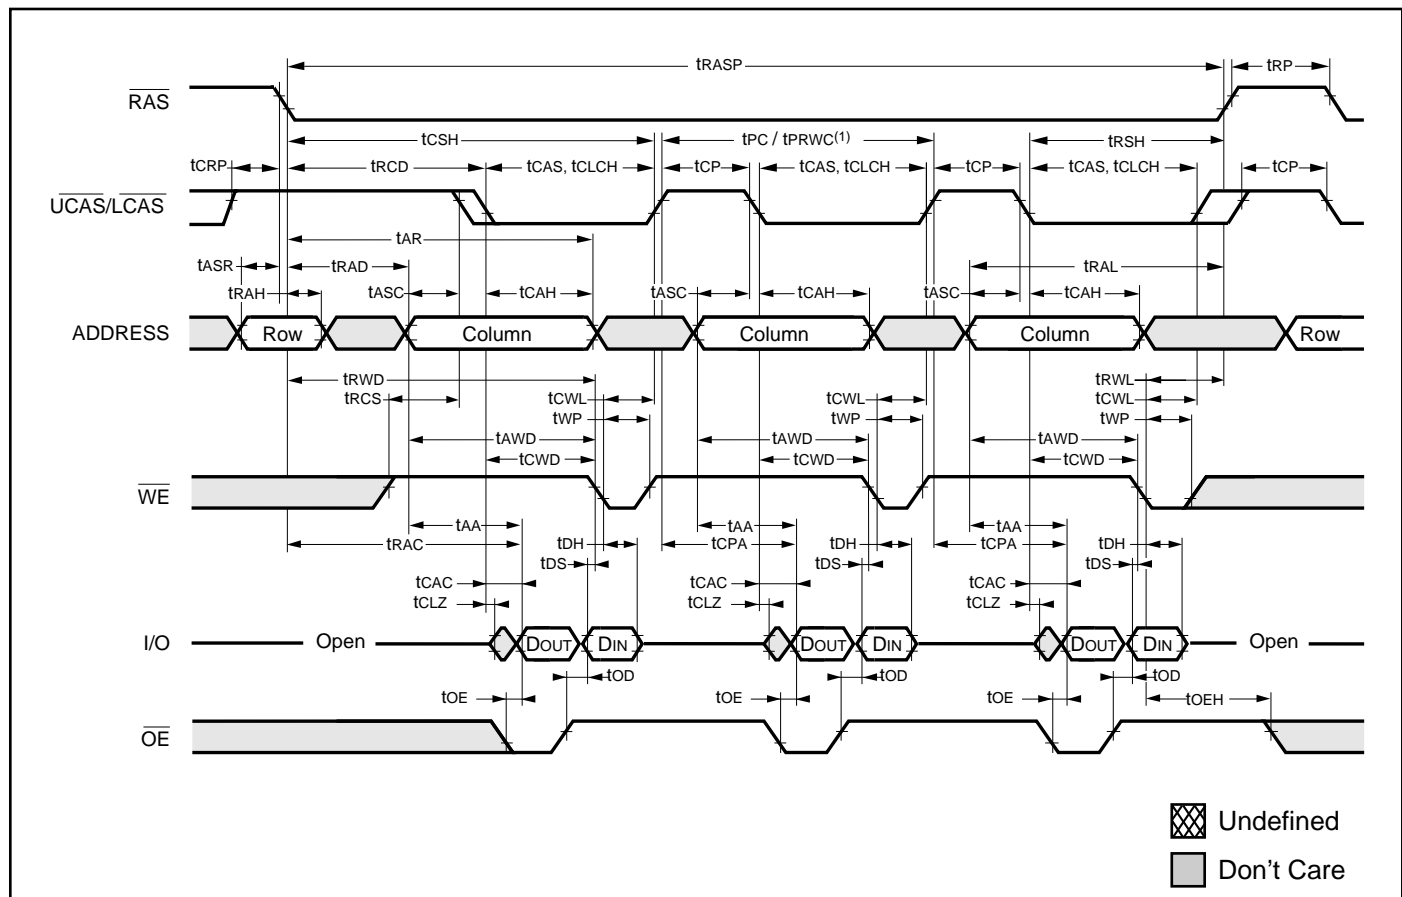 tRASP tRP
RAS
tCSH tPC / tPRWC(1) tRSH
tCRP tRCD tCAS, tCLCH tCP tCAS, tCLCH tCP tCAS, tCLCH tCP
UCAS/LCAS
tAR
tASR tRAD tRAL
tRAH tASC tCAH tASC tCAH tASC tCAH
ADDRESS Row Column Column Column Row
tRWD tRWL
tRCS tCWL tCWL tCWL
tWP tWP tWP
tAWD tAWD tAWD
tCWD tCWD tCWD
WE
tAA tAA tAA
tRAC tDH tCPA tDH tCPA tDH
tDS tDS tDS
tCAC tCAC tCAC
tCLZ tCLZ tCLZ
I/O Open DOUT DIN DOUT DIN DOUT DIN Open
tOD tOD tOD
tOE tOE tOE tOEH
OE
Undefined
Don't Care